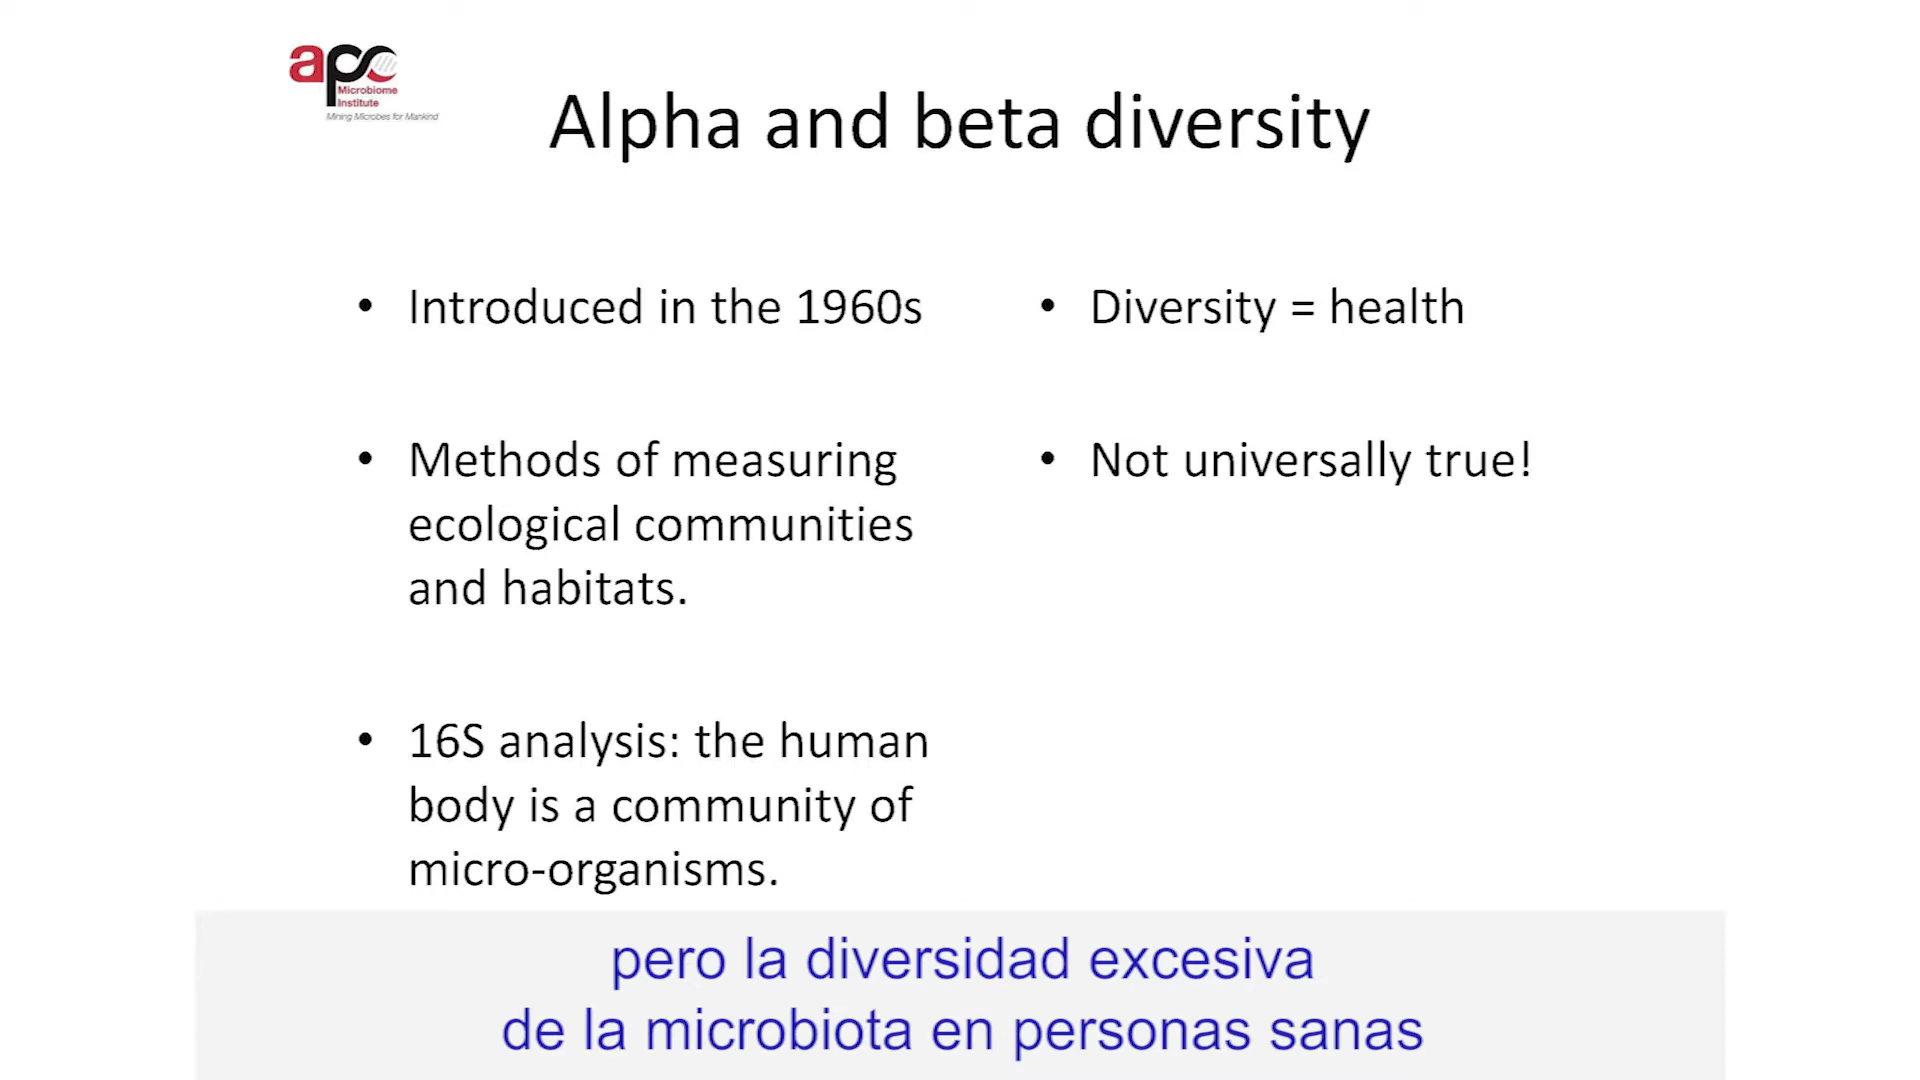 apc
Microbiome
Institute
Mining Microbes for Mankind
Alpha and beta diversity
• Introduced in the 1960s
• Methods of measuring
ecological communities
and habitats.
• 16S analysis: the human
body is a community of
micro-organisms.
• Diversity = health
• Not universally true!
pero la diversidad excesiva
de la microbiota en personas sanas